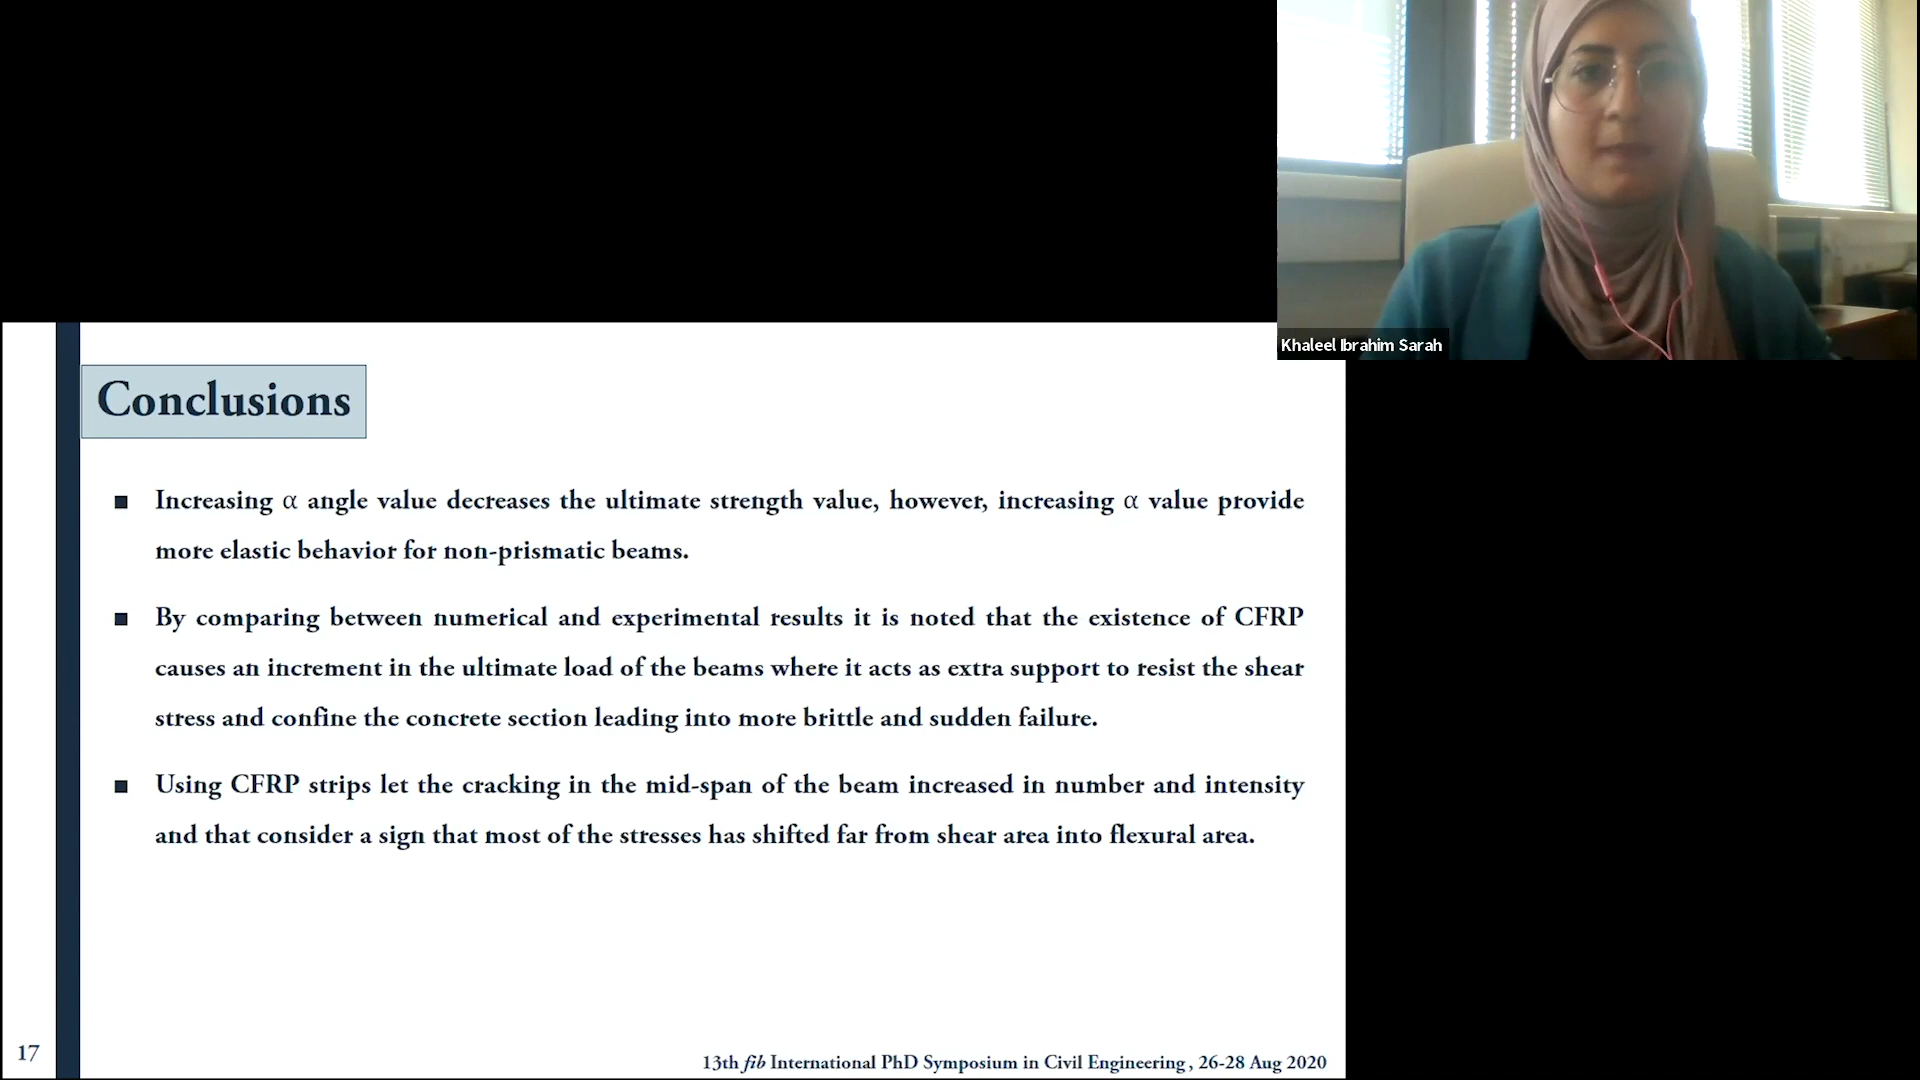 Khaleel Ibrahim Sarah
Conclusions
■ Increasing α angle value decreases the ultimate strength value, however, increasing α value provide
more elastic behavior for non-prismatic beams.
■ By comparing between numerical and experimental results it is noted that the existence of CFRP
causes an increment in the ultimate load of the beams where it acts as extra support to resist the shear
stress and confine the concrete section leading into more brittle and sudden failure.
■ Using CFRP strips let the cracking in the mid-span of the beam increased in number and intensity
and that consider a sign that most of the stresses has shifted far from shear area into flexural area.
17
13th fib International PhD Symposium in Civil Engineering , 26-28 Aug 2020